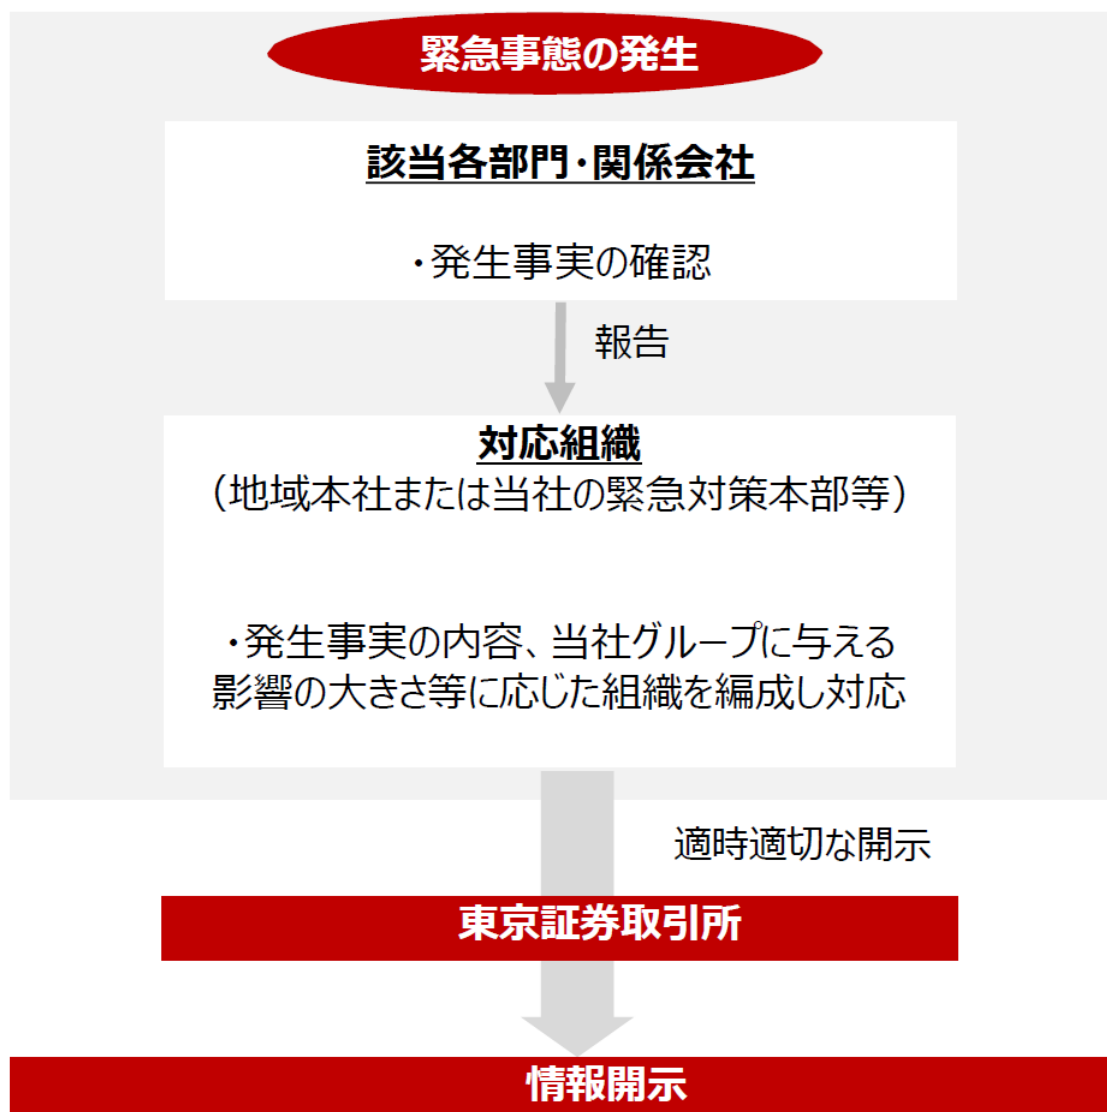 緊急事態の発生
該当各部門・関係会社
・発生事実の確認
報告
対応組織
（地域本社または当社の緊急対策本部等）
・発生事実の内容、当社グループに与える
影響の大きさ等に応じた組織を編成し対応
適時適切な開示
東京証券取引所
情報開示